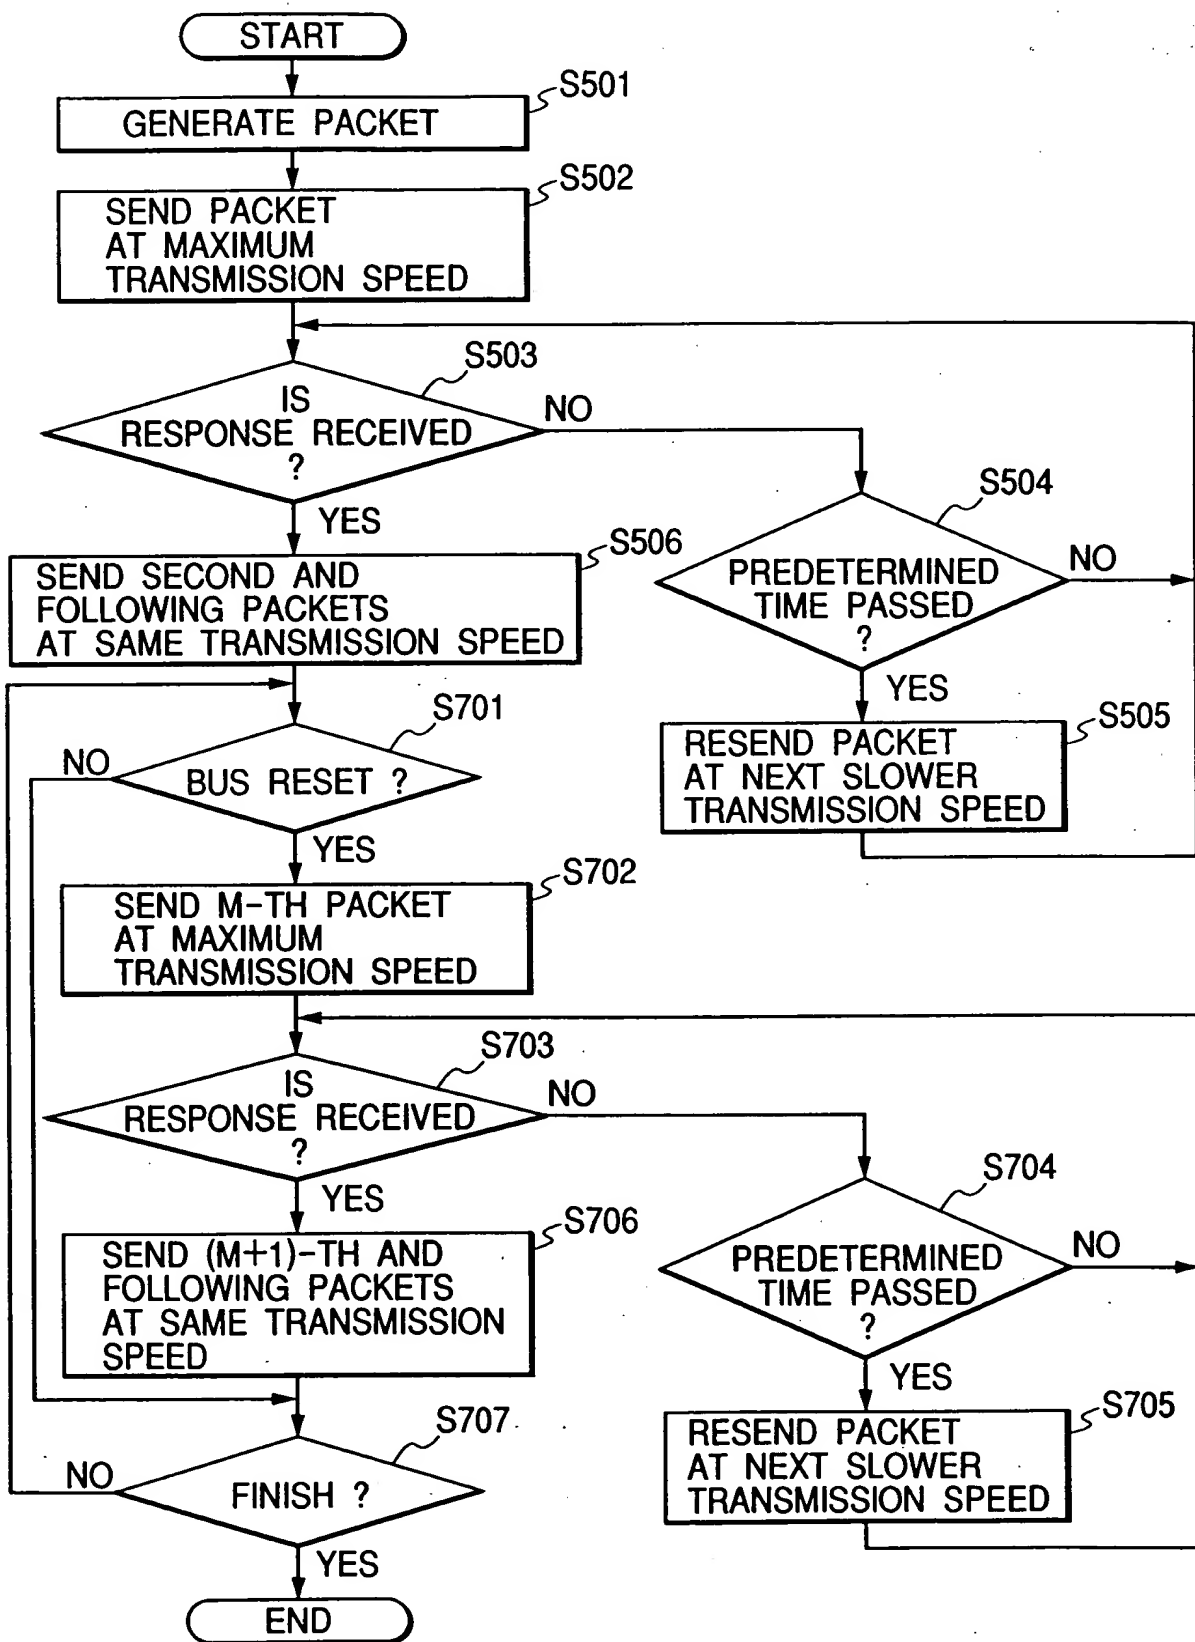 START
S501
GENERATE PACKET
S502
SEND PACKET
AT MAXIMUM
TRANSMISSION SPEED
S503
IS
RESPONSE RECEIVED
?
NO
YES
S504
PREDETERMINED
TIME PASSED
?
NO
YES
S505
RESEND PACKET
AT NEXT SLOWER
TRANSMISSION SPEED
S506
SEND SECOND AND
FOLLOWING PACKETS
AT SAME TRANSMISSION SPEED
S701
NO
BUS RESET ?
YES
S702
SEND M-TH PACKET
AT MAXIMUM
TRANSMISSION SPEED
S703
IS
RESPONSE RECEIVED
?
NO
YES
S704
PREDETERMINED
TIME PASSED
?
NO
YES
S705
RESEND PACKET
AT NEXT SLOWER
TRANSMISSION SPEED
S706
SEND (M+1)-TH AND
FOLLOWING PACKETS
AT SAME TRANSMISSION
SPEED
S707
NO
FINISH ?
YES
END